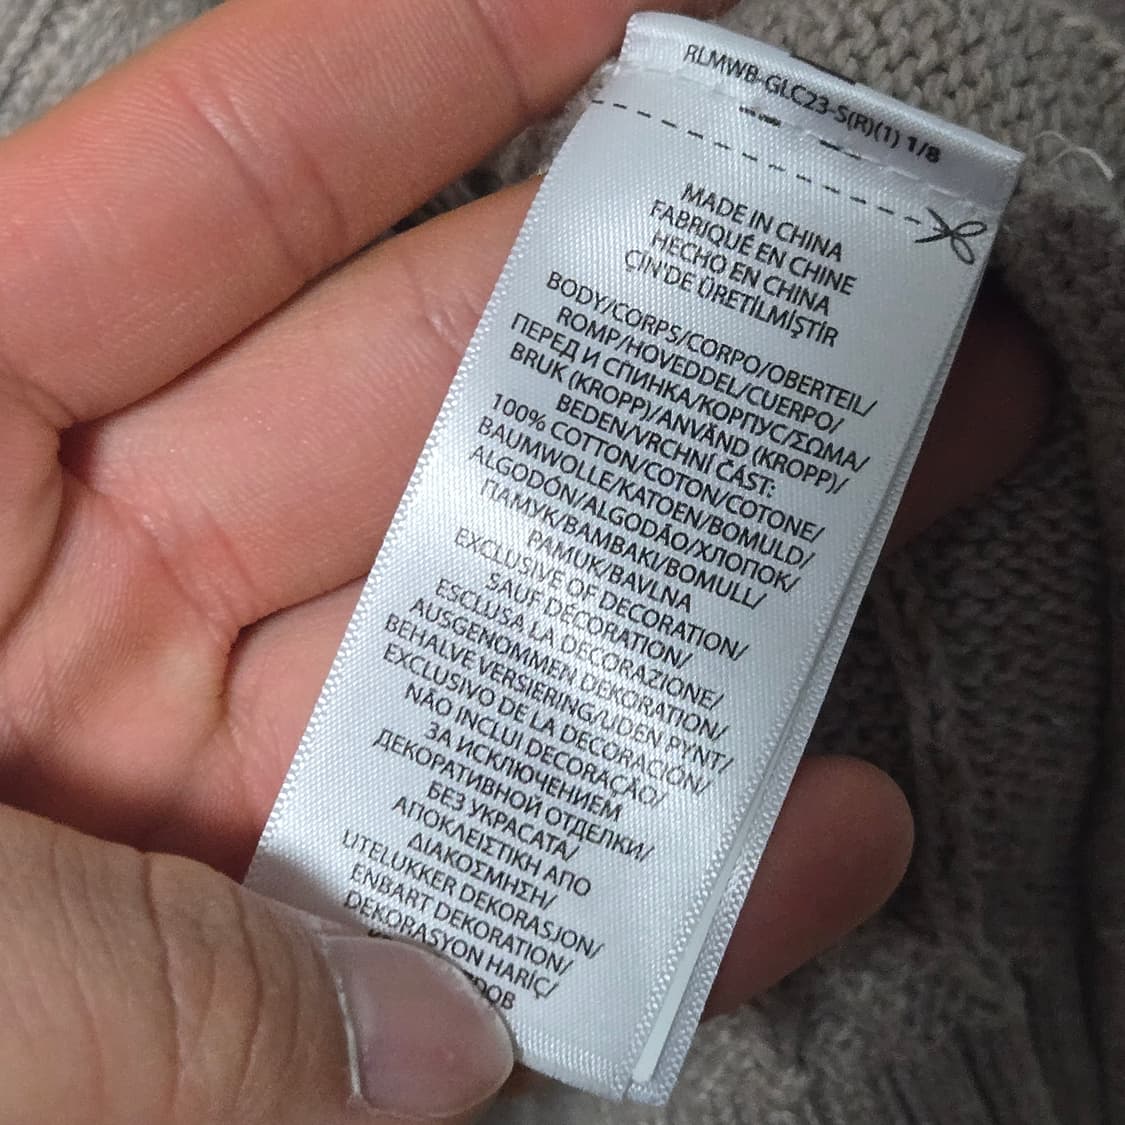 RLMWB-GLC23-S(R)(1) 1/8
MADE IN CHINA
FABRIQUÉ EN CHINE
HECHO EN CHINA
ÇIN'DE ÜRETİLMİŞTİR
BODY/CORPS/CORPO/OBERTEIL/
ROMP/HOVEDDEL/CUERPO/
ПЕРЕД И СПИНКА/КОРПУС/ΣΩΜΑ/
BRUK (KROPP)/ANVÄND (KROPP)/
BEDEN/VRCHNÍ ČÁST:
100% COTTON/COTON/COTONE/
BAUMWOLLE/KATOEN/BOMULD/
ALGODÓN/ALGODÃO/ХЛОПОК/
ПАМУК/ΒΑΜΒΑΚΙ/BOMULL/
PAMUK/BAVLNA
EXCLUSIVE OF DECORATION/
SAUF DÉCORATION/
ESCLUSA LA DECORAZIONE/
AUSGENOMMEN DEKORATION/
BEHALVE VERSIERING/UDEN PYNT/
EXCLUSIVO DE LA DECORACIÓN/
NÃO INCLUI DECORAÇÃO/
ЗА ИСКЛЮЧЕНИЕМ
ДЕКОРАТИВНОЙ ОТДЕЛКИ/
БЕЗ УКРАСАТА/
ΑΠΟΚΛΕΙΣΤΙΚΗ ΑΠΟ
ΔΙΑΚΟΣΜΗΣΗ/
UTELUKKER DEKORASJON/
ENBART DEKORATION/
DEKORASYON HARİÇ/